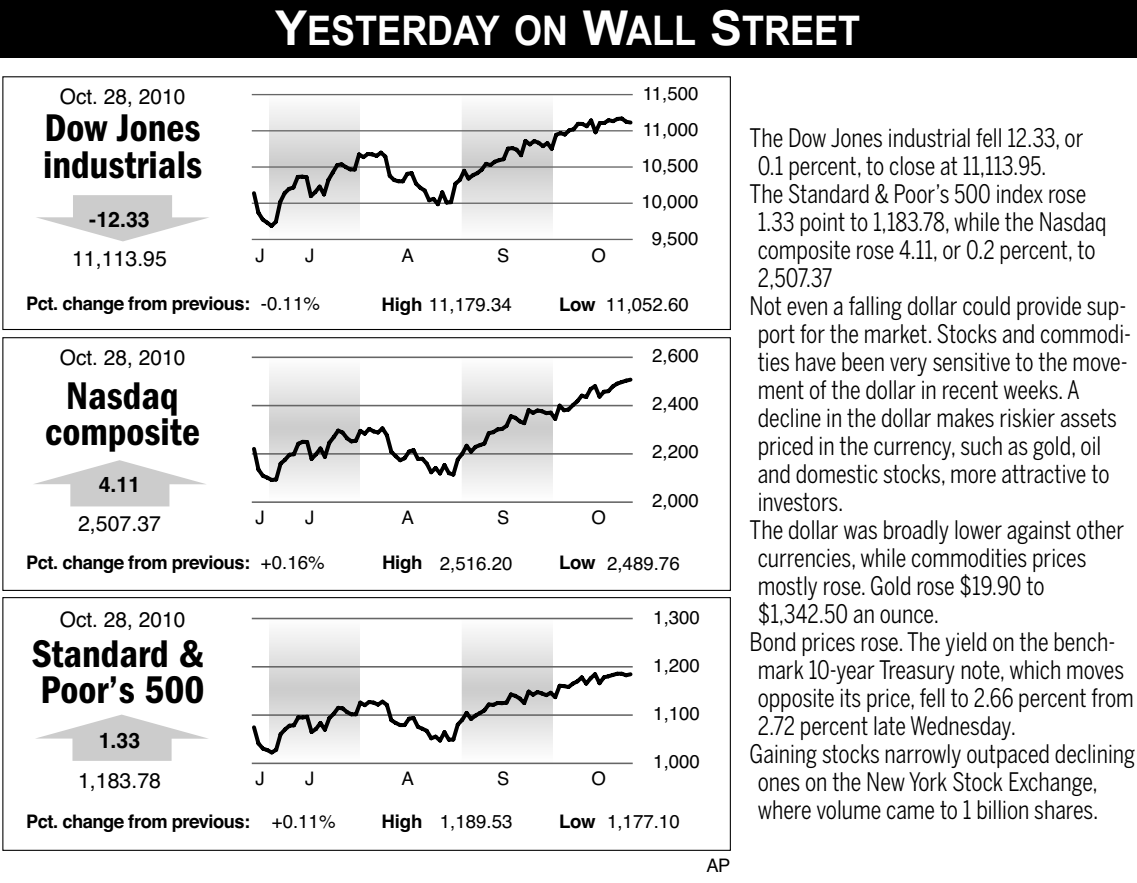 YESTERDAY ON WALL STREET
Oct. 28, 2010
Dow Jones
industrials
-12.33
11,113.95
11,500
11,000
10,500
10,000
9,500
J J A S O
Pct. change from previous: -0.11% High 11,179.34 Low 11,052.60
Oct. 28, 2010
Nasdaq
composite
4.11
2,507.37
2,600
2,400
2,200
2,000
J J A S O
Pct. change from previous: +0.16% High 2,516.20 Low 2,489.76
Oct. 28, 2010
Standard &
Poor's 500
1.33
1,183.78
1,300
1,200
1,100
1,000
J J A S O
Pct. change from previous: +0.11% High 1,189.53 Low 1,177.10
AP
The Dow Jones industrial fell 12.33, or
0.1 percent, to close at 11,113.95.
The Standard & Poor's 500 index rose
1.33 point to 1,183.78, while the Nasdaq
composite rose 4.11, or 0.2 percent, to
2,507.37
Not even a falling dollar could provide sup-
port for the market. Stocks and commodi-
ties have been very sensitive to the move-
ment of the dollar in recent weeks. A
decline in the dollar makes riskier assets
priced in the currency, such as gold, oil
and domestic stocks, more attractive to
investors.
The dollar was broadly lower against other
currencies, while commodities prices
mostly rose. Gold rose $19.90 to
$1,342.50 an ounce.
Bond prices rose. The yield on the bench-
mark 10-year Treasury note, which moves
opposite its price, fell to 2.66 percent from
2.72 percent late Wednesday.
Gaining stocks narrowly outpaced declining
ones on the New York Stock Exchange,
where volume came to 1 billion shares.